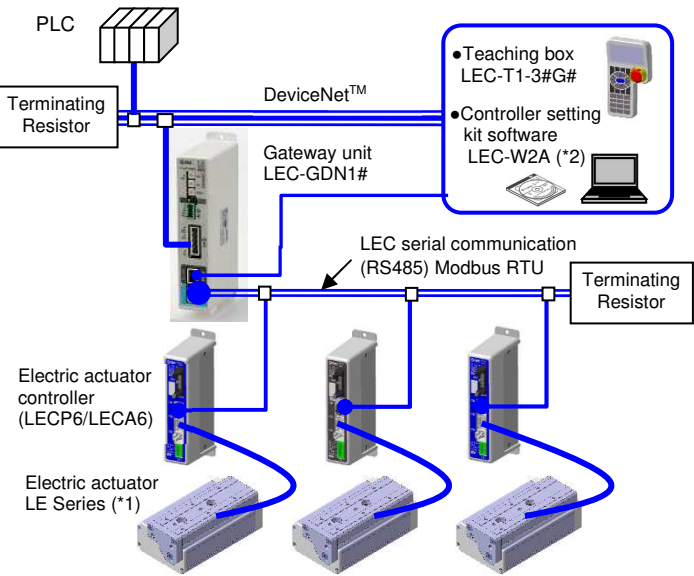 PLC
●Teaching box
LEC-T1-3#G#
DeviceNet™
Terminating
Resistor
●Controller setting
kit software
LEC-W2A (*2)
Gateway unit
LEC-GDN1#
LEC serial communication
(RS485) Modbus RTU
Terminating
Resistor
Electric actuator
controller
(LECP6/LECA6)
Electric actuator
LE Series (*1)